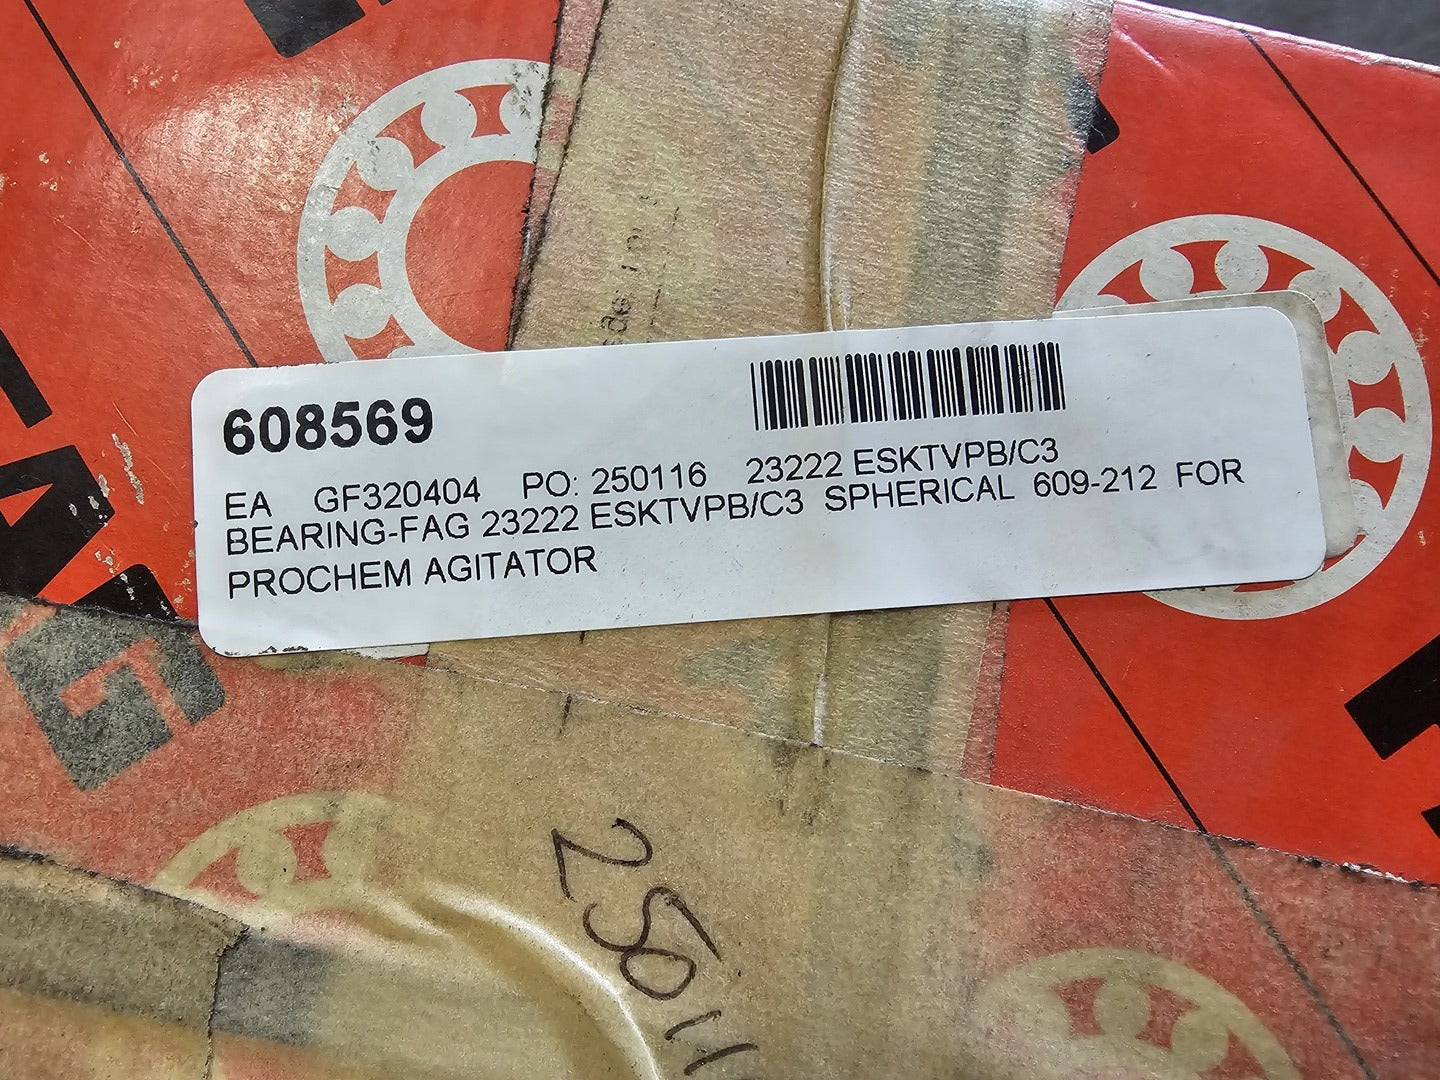 608569
EA GF320404 PO: 250116 23222 ESKTVPB/C3
BEARING-FAG 23222 ESKTVPB/C3 SPHERICAL 609-212 FOR
PROCHEM AGITATOR
25011